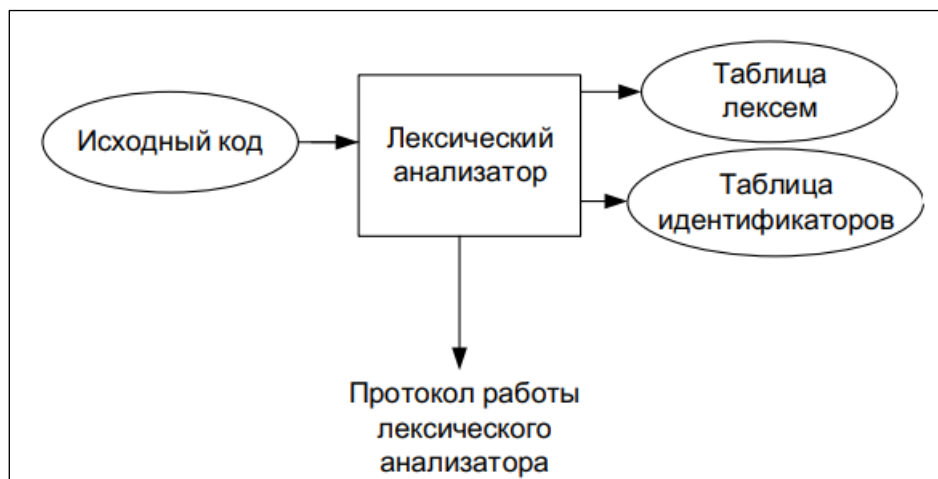 Исходный код
Лексический
анализатор
Таблица
лексем
Таблица
идентификаторов
Протокол работы
лексического
анализатора